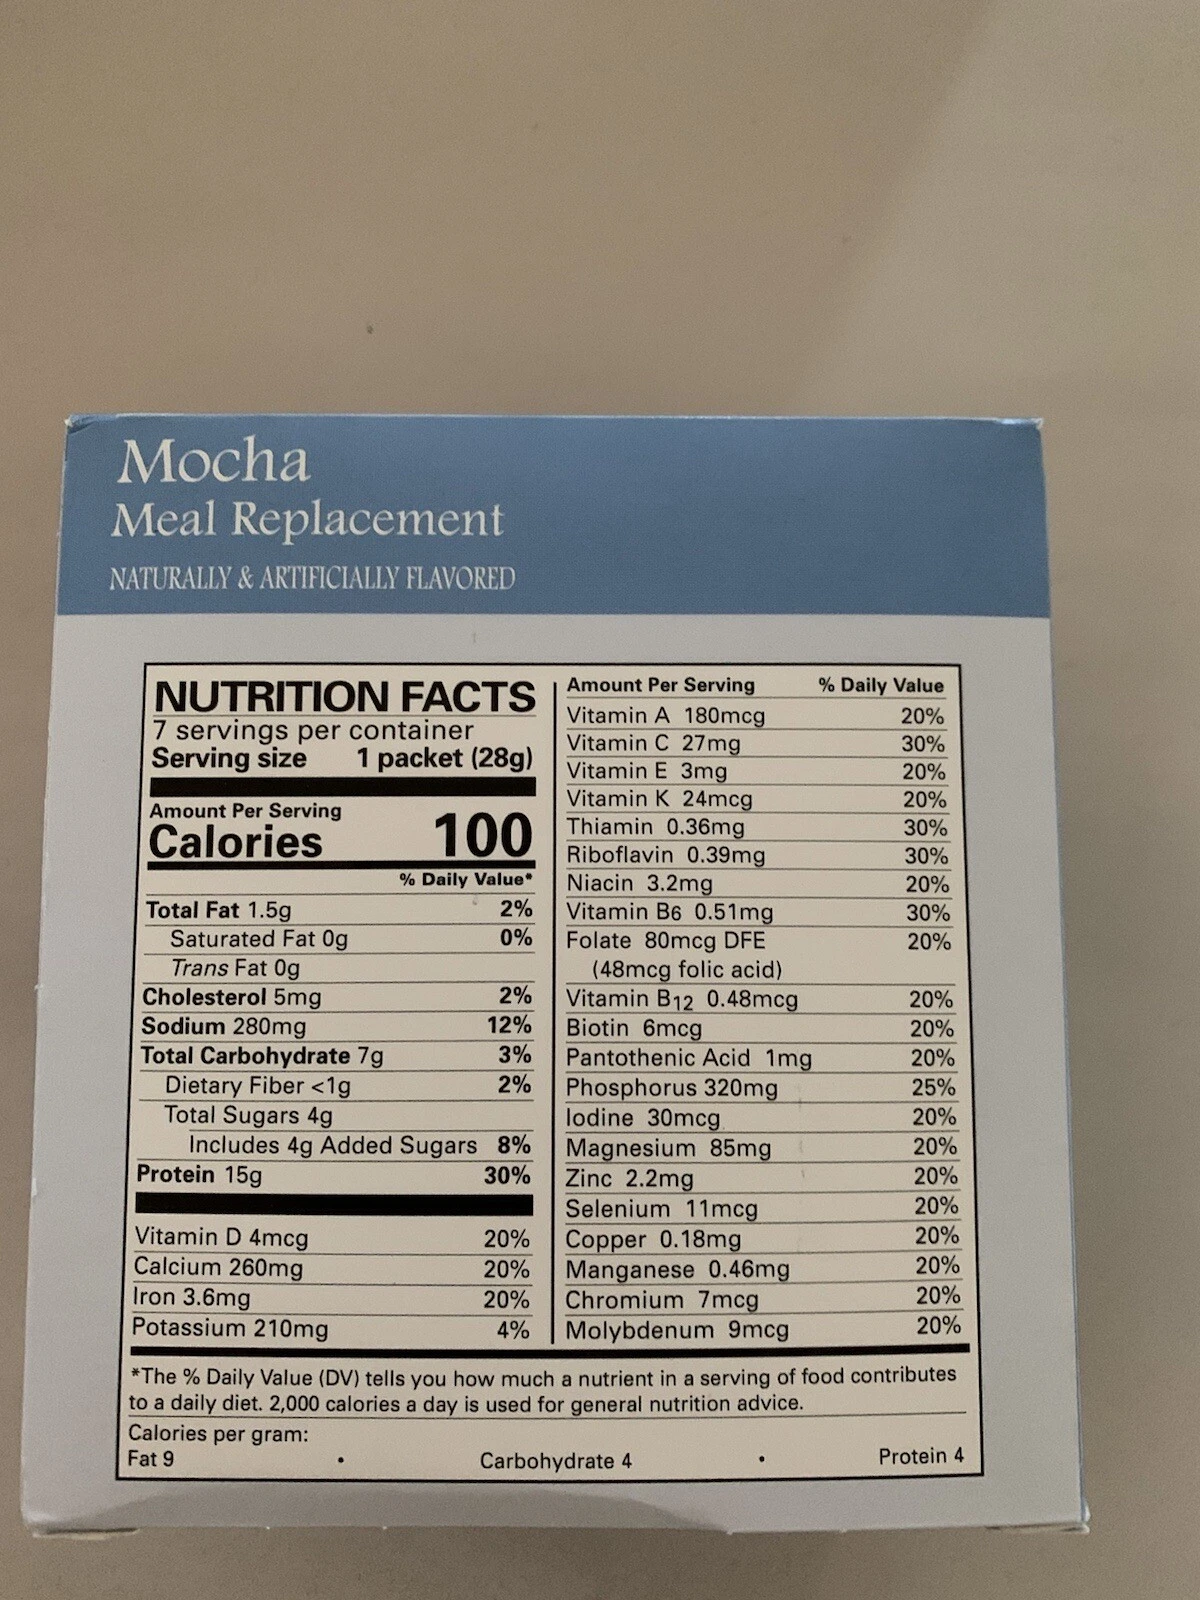 Mocha
Meal Replacement
NATURALLY & ARTIFICIALLY FLAVORED
NUTRITION FACTS
7 servings per container
Serving size 1 packet (28g)
Amount Per Serving
Calories 100
% Daily Value*
Total Fat 1.5g 2%
Saturated Fat 0g 0%
Trans Fat 0g
Cholesterol 5mg 2%
Sodium 280mg 12%
Total Carbohydrate 7g 3%
Dietary Fiber <1g 2%
Total Sugars 4g
Includes 4g Added Sugars 8%
Protein 15g 30%
Vitamin D 4mcg 20%
Calcium 260mg 20%
Iron 3.6mg 20%
Potassium 210mg 4%
Amount Per Serving % Daily Value
Vitamin A 180mcg 20%
Vitamin C 27mg 30%
Vitamin E 3mg 20%
Vitamin K 24mcg 20%
Thiamin 0.36mg 30%
Riboflavin 0.39mg 30%
Niacin 3.2mg 20%
Vitamin B6 0.51mg 30%
Folate 80mcg DFE 20%
(48mcg folic acid)
Vitamin B12 0.48mcg 20%
Biotin 6mcg 20%
Pantothenic Acid 1mg 20%
Phosphorus 320mg 25%
Iodine 30mcg 20%
Magnesium 85mg 20%
Zinc 2.2mg 20%
Selenium 11mcg 20%
Copper 0.18mg 20%
Manganese 0.46mg 20%
Chromium 7mcg 20%
Molybdenum 9mcg 20%
*The % Daily Value (DV) tells you how much a nutrient in a serving of food contributes
to a daily diet. 2,000 calories a day is used for general nutrition advice.
Calories per gram:
Fat 9 • Carbohydrate 4 • Protein 4